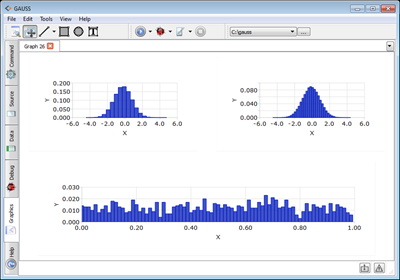 GAUSS
File Edit Tools View Help
T
C:\gauss
...
Graph 26
Command
Source
Data
Debug
Graphics
Help
0.200
0.150
0.100
0.050
0.000
Y
-6.0 -4.0 -2.0 0.0 2.0 4.0 6.0
X
0.080
0.040
0.000
Y
-6.0 -4.0 -2.0 0.0 2.0 4.0 6.0
X
0.030
0.020
0.010
0.000
Y
0.00 0.20 0.40 0.60 0.80 1.00
X